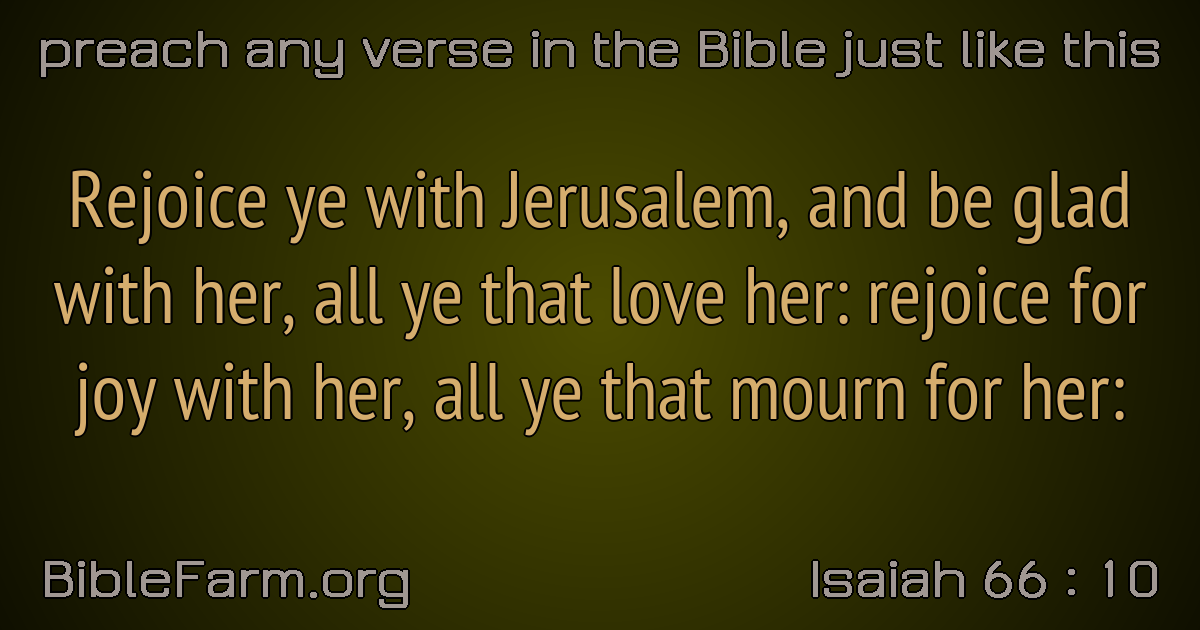 preach any verse in the Bible just like this
Rejoice ye with Jerusalem, and be glad
with her, all ye that love her: rejoice for
joy with her, all ye that mourn for her:
BibleFarm.org
Isaiah 66 : 10